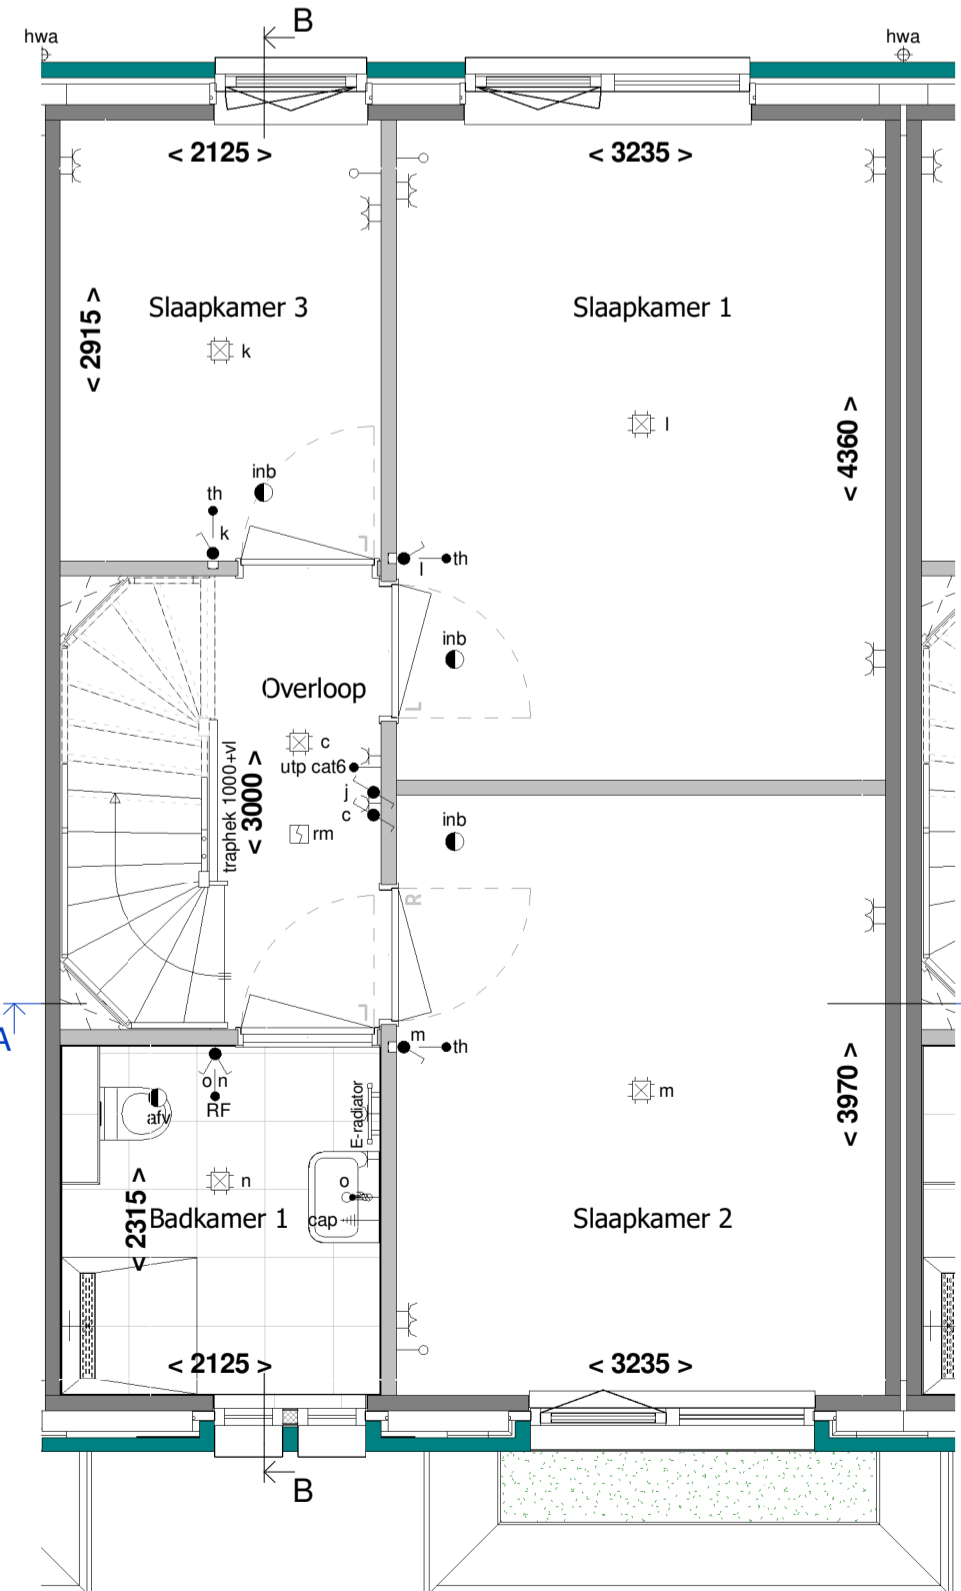 B
hwa
hwa
< 2125 >
< 3235 >
Slaapkamer 3
Slaapkamer 1
< 2915 >
k
l
< 4360 >
inb
th
k
th
l
inb
L
Overloop
c
utp cat6
j
c
traphek 1000+vl
< 3000 >
rm
inb
R
A
m
th
o n
RF
afv
E-radiator
m
< 3970 >
n
o
< 2315 >
Badkamer 1
cap
Slaapkamer 2
< 2125 >
< 3235 >
B